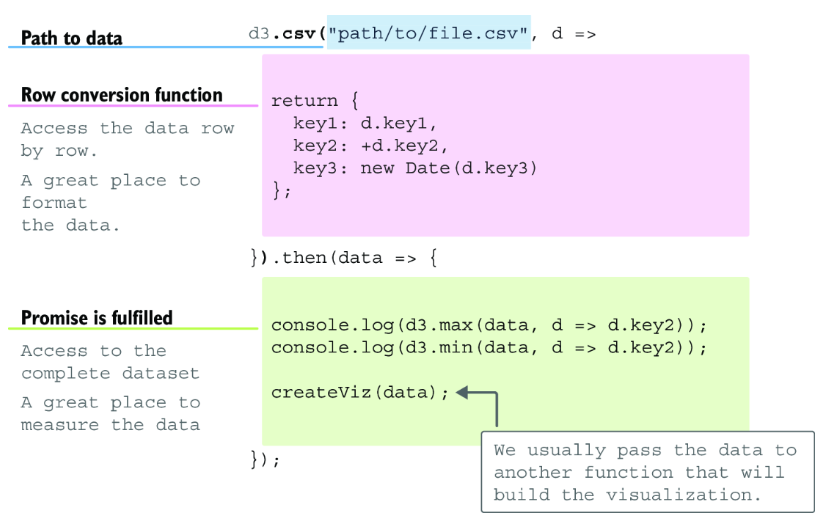 Path to data
d3.csv("path/to/file.csv", d =>
Row conversion function
Access the data row
by row.
A great place to
format
the data.
return {
key1: d.key1,
key2: +d.key2,
key3: new Date(d.key3)
};
}).then(data => {
Promise is fulfilled
Access to the
complete dataset
A great place to
measure the data
console.log(d3.max(data, d => d.key2));
console.log(d3.min(data, d => d.key2));
createViz(data);
We usually pass the data to
another function that will
build the visualization.
});